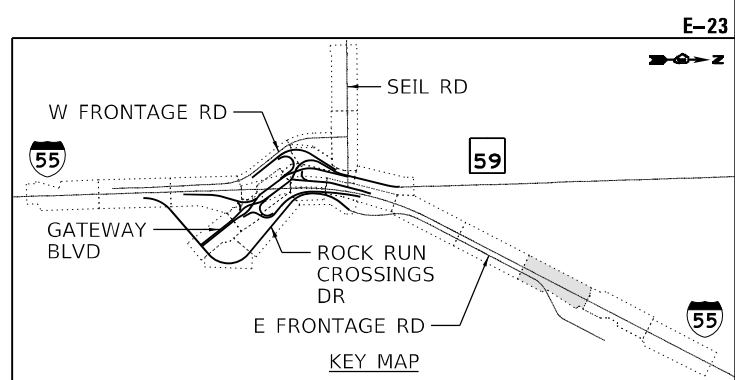 E-23
N
SEIL RD
W FRONTAGE RD
55
59
GATEWAY
BLVD
ROCK RUN
CROSSINGS
DR
E FRONTAGE RD
55
KEY MAP